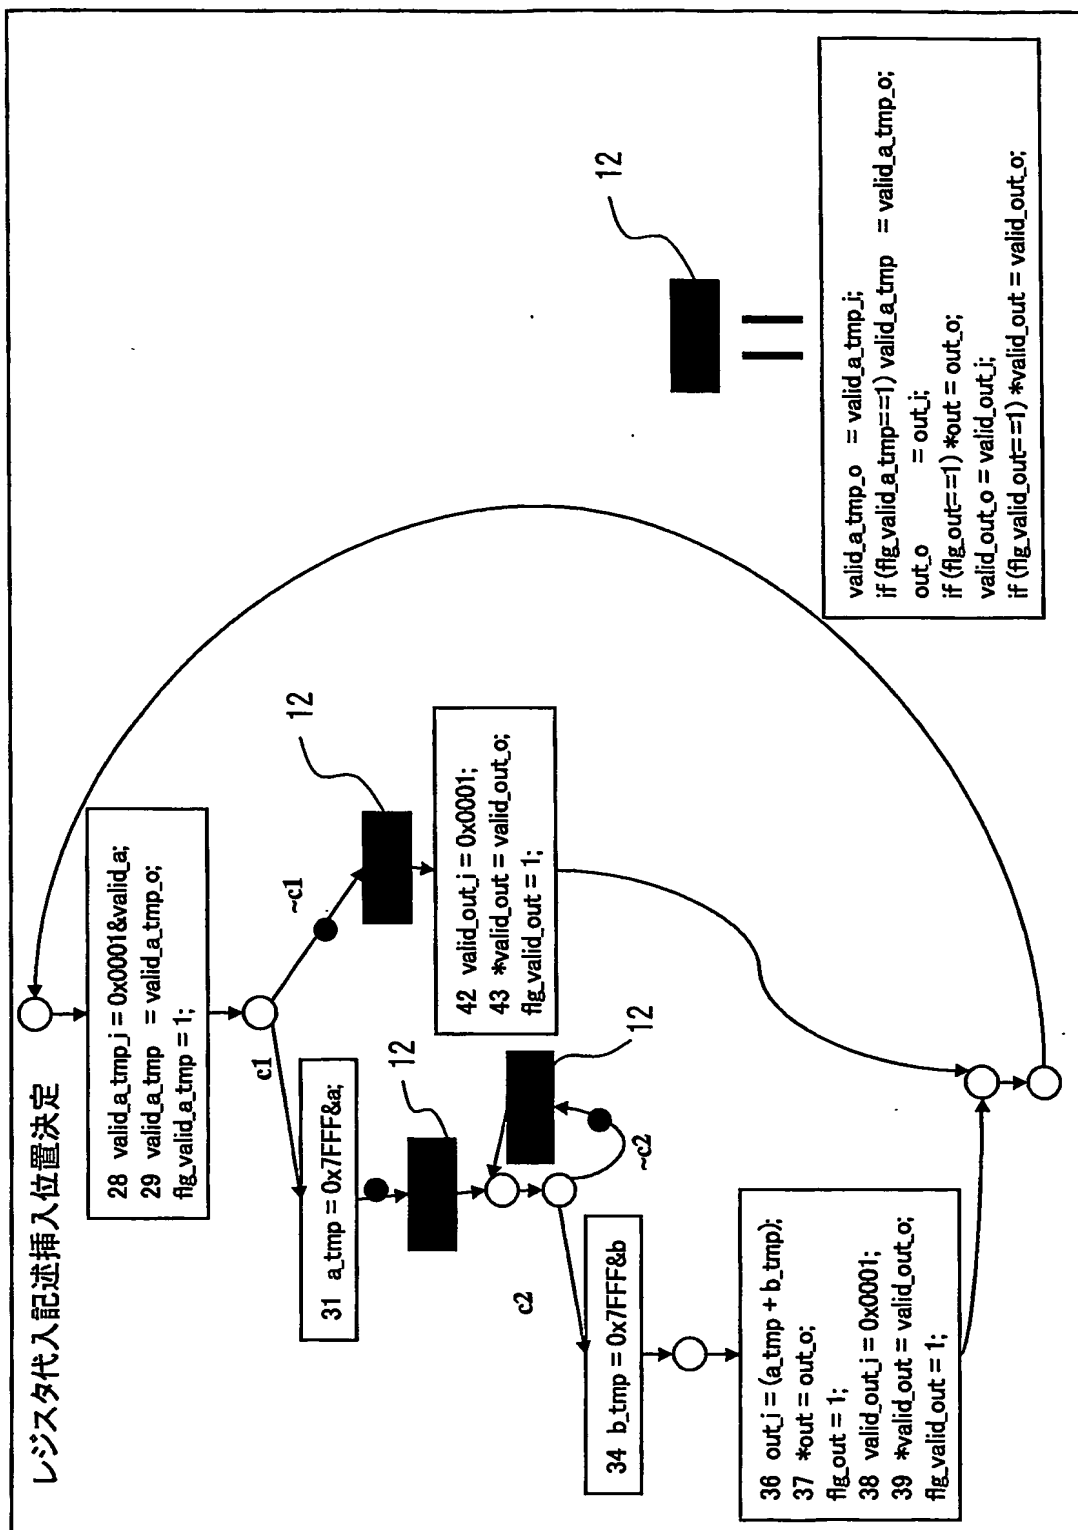 レジスタ代入記述挿入位置決定
28 valid_a_tmp_i = 0x0001&valid_a;
29 valid_a_tmp = valid_a_tmp_o;
flg_valid_a_tmp = 1;
c1
~c1
31 a_tmp = 0x7FFF&a;
12
12
42 valid_out_i = 0x0001;
43 *valid_out = valid_out_o;
flg_valid_out = 1;
12
c2
~c2
34 b_tmp = 0x7FFF&b
36 out_i = (a_tmp + b_tmp);
37 *out = out_o;
flg_out = 1;
38 valid_out_i = 0x0001;
39 *valid_out = valid_out_o;
flg_valid_out = 1;
12
valid_a_tmp_o = valid_a_tmp_i;
if (flg_valid_a_tmp==1) valid_a_tmp = valid_a_tmp_o;
out_o = out_i;
if (flg_out==1) *out = out_o;
valid_out_o = valid_out_i;
if (flg_valid_out==1) *valid_out = valid_out_o;